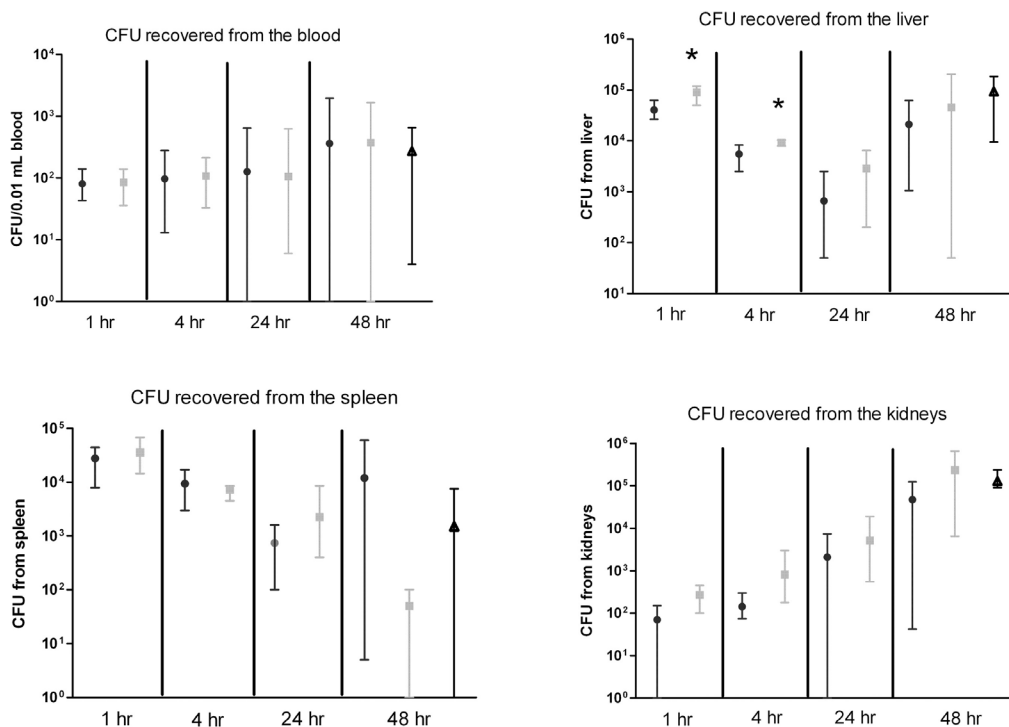 CFU recovered from the blood
CFU/0.01 mL blood
10⁴
10³
10²
10¹
10⁰
1 hr 4 hr 24 hr 48 hr
CFU recovered from the liver
CFU from liver
10⁶
10⁵
10⁴
10³
10²
10¹
*
*
1 hr 4 hr 24 hr 48 hr
CFU recovered from the spleen
CFU from spleen
10⁵
10⁴
10³
10²
10¹
10⁰
1 hr 4 hr 24 hr 48 hr
CFU recovered from the kidneys
CFU from kidneys
10⁶
10⁵
10⁴
10³
10²
10¹
10⁰
1 hr 4 hr 24 hr 48 hr